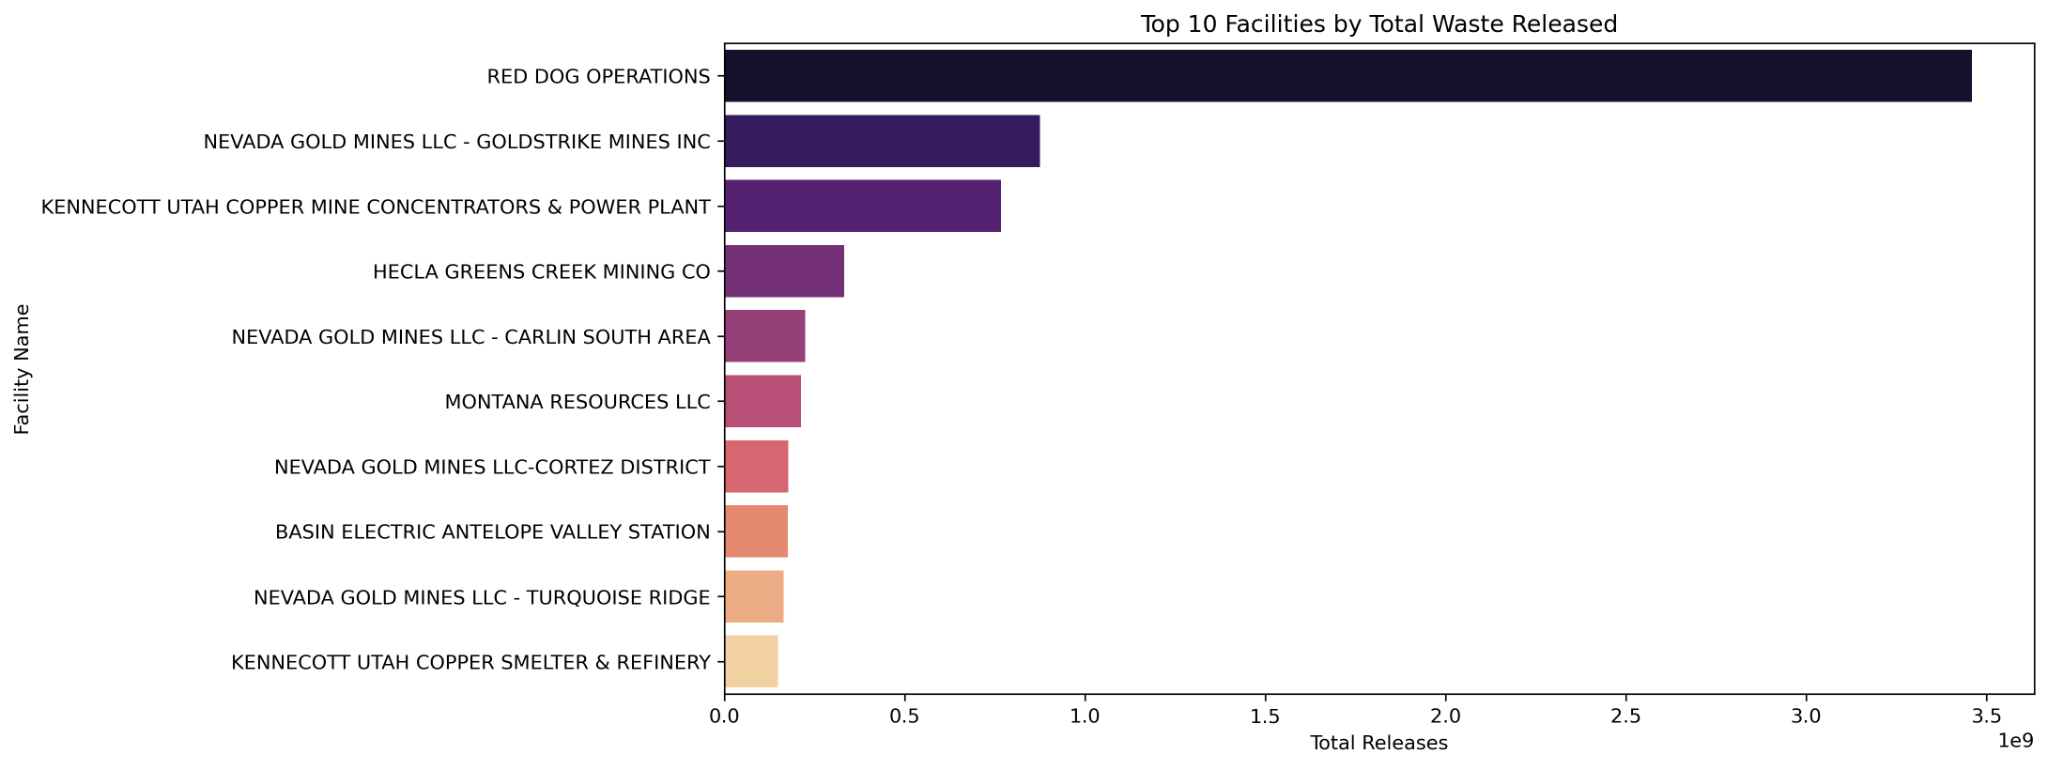 Top 10 Facilities by Total Waste Released
Facility Name
RED DOG OPERATIONS
NEVADA GOLD MINES LLC - GOLDSTRIKE MINES INC
KENNECOTT UTAH COPPER MINE CONCENTRATORS & POWER PLANT
HECLA GREENS CREEK MINING CO
NEVADA GOLD MINES LLC - CARLIN SOUTH AREA
MONTANA RESOURCES LLC
NEVADA GOLD MINES LLC-CORTEZ DISTRICT
BASIN ELECTRIC ANTELOPE VALLEY STATION
NEVADA GOLD MINES LLC - TURQUOISE RIDGE
KENNECOTT UTAH COPPER SMELTER & REFINERY
0.0 0.5 1.0 1.5 2.0 2.5 3.0 3.5
Total Releases
1e9